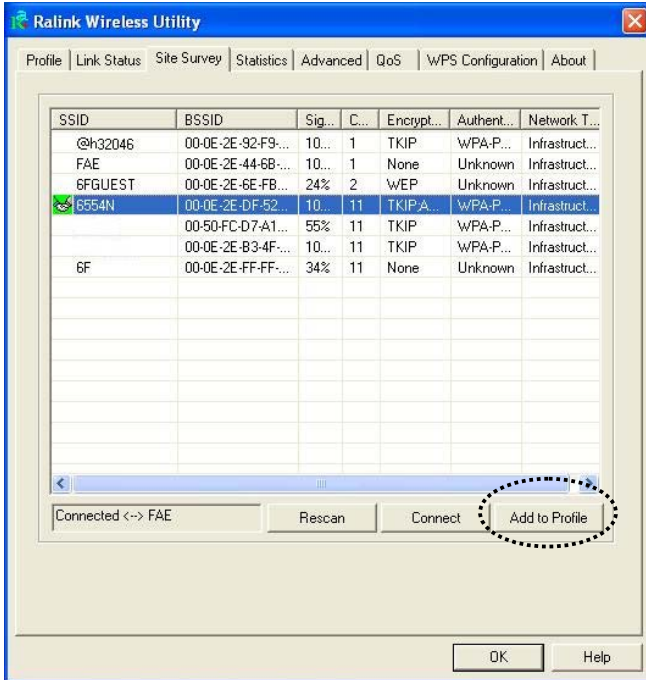 Ralink Wireless Utility
Profile Link Status Site Survey Statistics Advanced QoS WPS Configuration About
SSID BSSID Sig... C... Encrypt... Authent... Network T...
@h32046 00-0E-2E-92-F9-... 10... 1 TKIP WPA-P... Infrastruct...
FAE 00-0E-2E-44-6B-... 10... 1 None Unknown Infrastruct...
6FGUEST 00-0E-2E-6E-FB... 24% 2 WEP Unknown Infrastruct...
6554N 00-0E-2E-DF-52... 10... 11 TKIP;A... WPA-P... Infrastruct...
00-50-FC-D7-A1... 55% 11 TKIP WPA-P... Infrastruct...
00-0E-2E-B3-4F-... 10... 11 TKIP WPA-P... Infrastruct...
6F 00-0E-2E-FF-FF-... 34% 11 None Unknown Infrastruct...
Connected <--> FAE Rescan Connect Add to Profile
OK Help